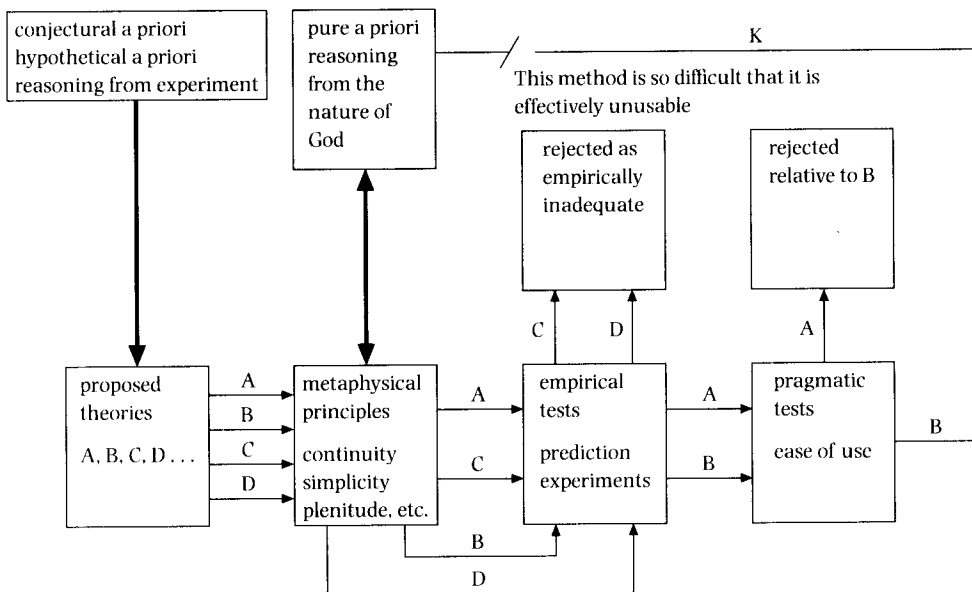 conjectural a priori
hypothetical a priori
reasoning from experiment
pure a priori
reasoning
from the
nature of
God
K
This method is so difficult that it is
effectively unusable
rejected as
empirically
inadequate
rejected
relative to B
C
D
A
proposed
theories
A, B, C, D . . .
A
B
C
D
metaphysical
principles
continuity
simplicity
plenitude, etc.
A
C
empirical
tests
prediction
experiments
A
B
pragmatic
tests
ease of use
B
B
D